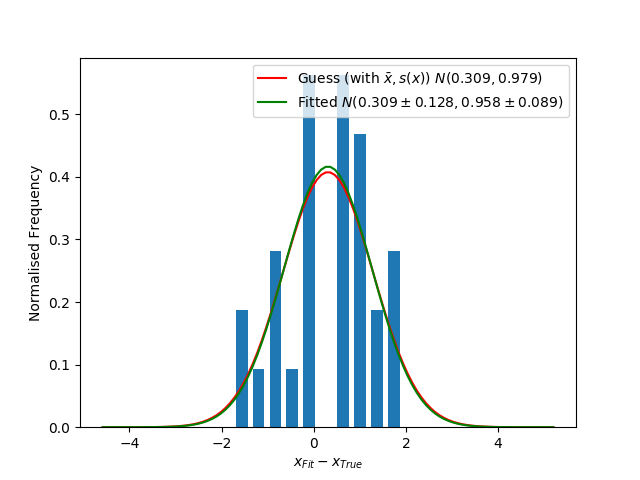 Guess (with x̄, s(x)) N(0.309, 0.979)
Fitted N(0.309 ± 0.128, 0.958 ± 0.089)
Normalised Frequency
0.5
0.4
0.3
0.2
0.1
0.0
−4 −2 0 2 4
x_Fit − x_True